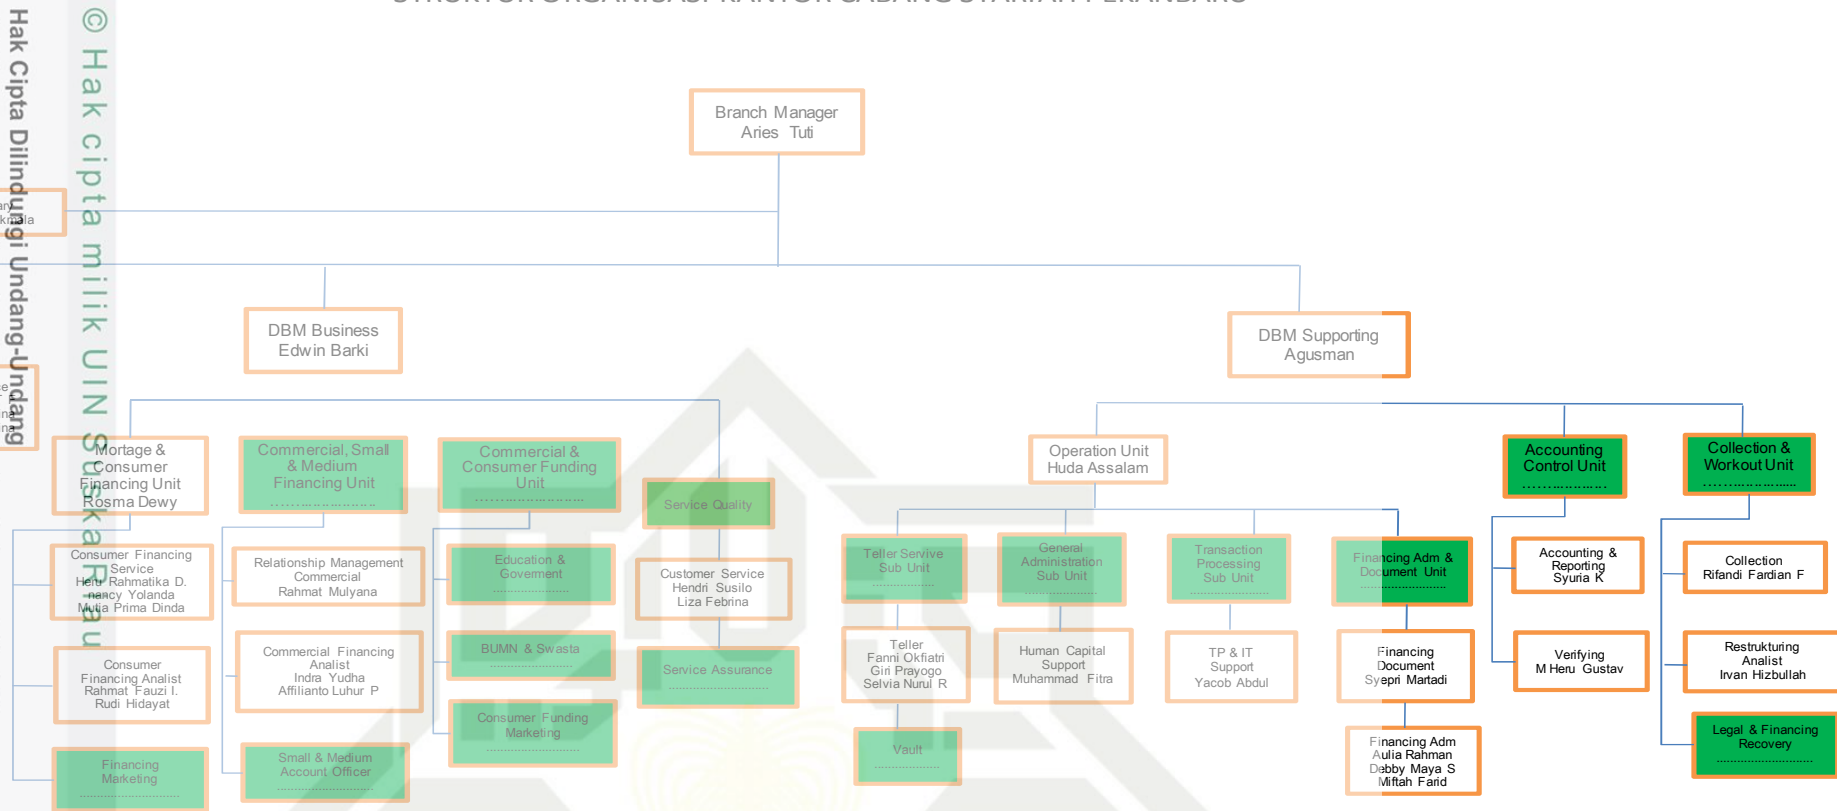 STRUKTUR ORGANISASI KANTOR CABANG SYARIAH PEKANBARU
© Hak cipta milik UIN Suska Riau
Hak Cipta Dilindungi Undang-Undang
Branch Manager
Aries Tuti
DBM Business
Edwin Barki
DBM Supporting
Agusman
Mortage &
Consumer
Financing Unit
Rosma Dewy
Commercial, Small
& Medium
Financing Unit
........................
Commercial &
Consumer Funding
Unit
........................
Service Quality
Operation Unit
Huda Assalam
Accounting
Control Unit
...................
Collection &
Workout Unit
...................
Consumer Financing
Service
Heru Rahmatika D.
nancy Yolanda
Mutia Prima Dinda
Relationship Management
Commercial
Rahmat Mulyana
Education &
Goverment
........................
Customer Service
Hendri Susilo
Liza Febrina
Teller Servive
Sub Unit
........................
General
Administration
Sub Unit
........................
Transaction
Processing
Sub Unit
........................
Financing Adm &
Document Unit
........................
Accounting &
Reporting
Syuria K
Collection
Rifandi Fardian F
Consumer
Financing Analist
Rahmat Fauzi I.
Rudi Hidayat
Commercial Financing
Analist
Indra Yudha
Affilianto Luhur P
BUMN & Swasta
........................
Service Assurance
........................
Teller
Fanni Okfiatri
Giri Prayogo
Selvia Nurul R
Human Capital
Support
Muhammad Fitra
TP & IT
Support
Yacob Abdul
Financing
Document
Syepri Martadi
Verifying
M Heru Gustav
Restrukturing
Analist
Irvan Hizbullah
Financing
Marketing
........................
Small & Medium
Account Officer
........................
Consumer Funding
Marketing
........................
Vault
...................
Financing Adm
Aulia Rahman
Debby Maya S
Miftah Farid
Legal & Financing
Recovery
........................